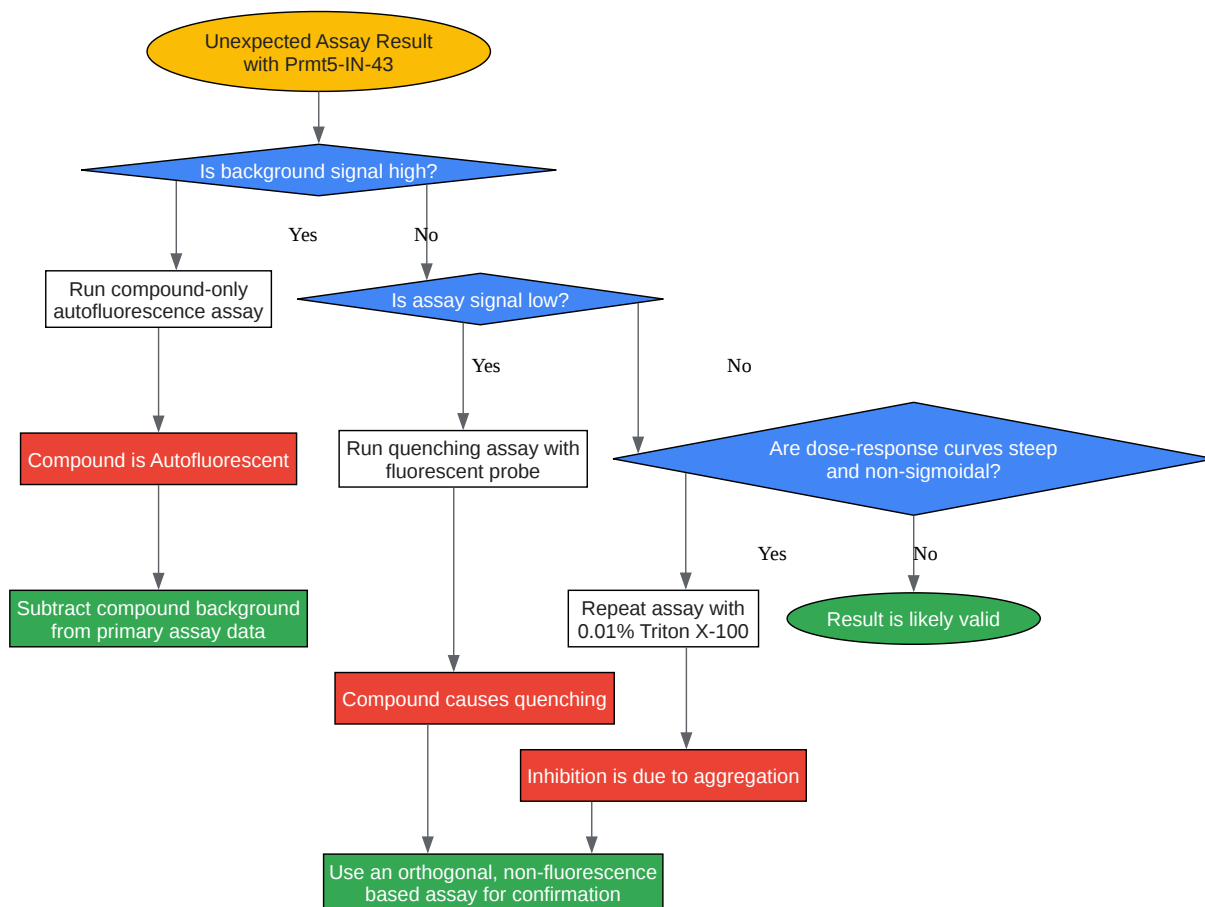 Unexpected Assay Result
with Prmt5-IN-43
Is background signal high?
Yes
No
Run compound-only
autofluorescence assay
Is assay signal low?
Yes
No
Compound is Autofluorescent
Run quenching assay with
fluorescent probe
Are dose-response curves steep
and non-sigmoidal?
Yes
No
Subtract compound background
from primary assay data
Repeat assay with
0.01% Triton X-100
Result is likely valid
Compound causes quenching
Inhibition is due to aggregation
Use an orthogonal, non-fluorescence
based assay for confirmation